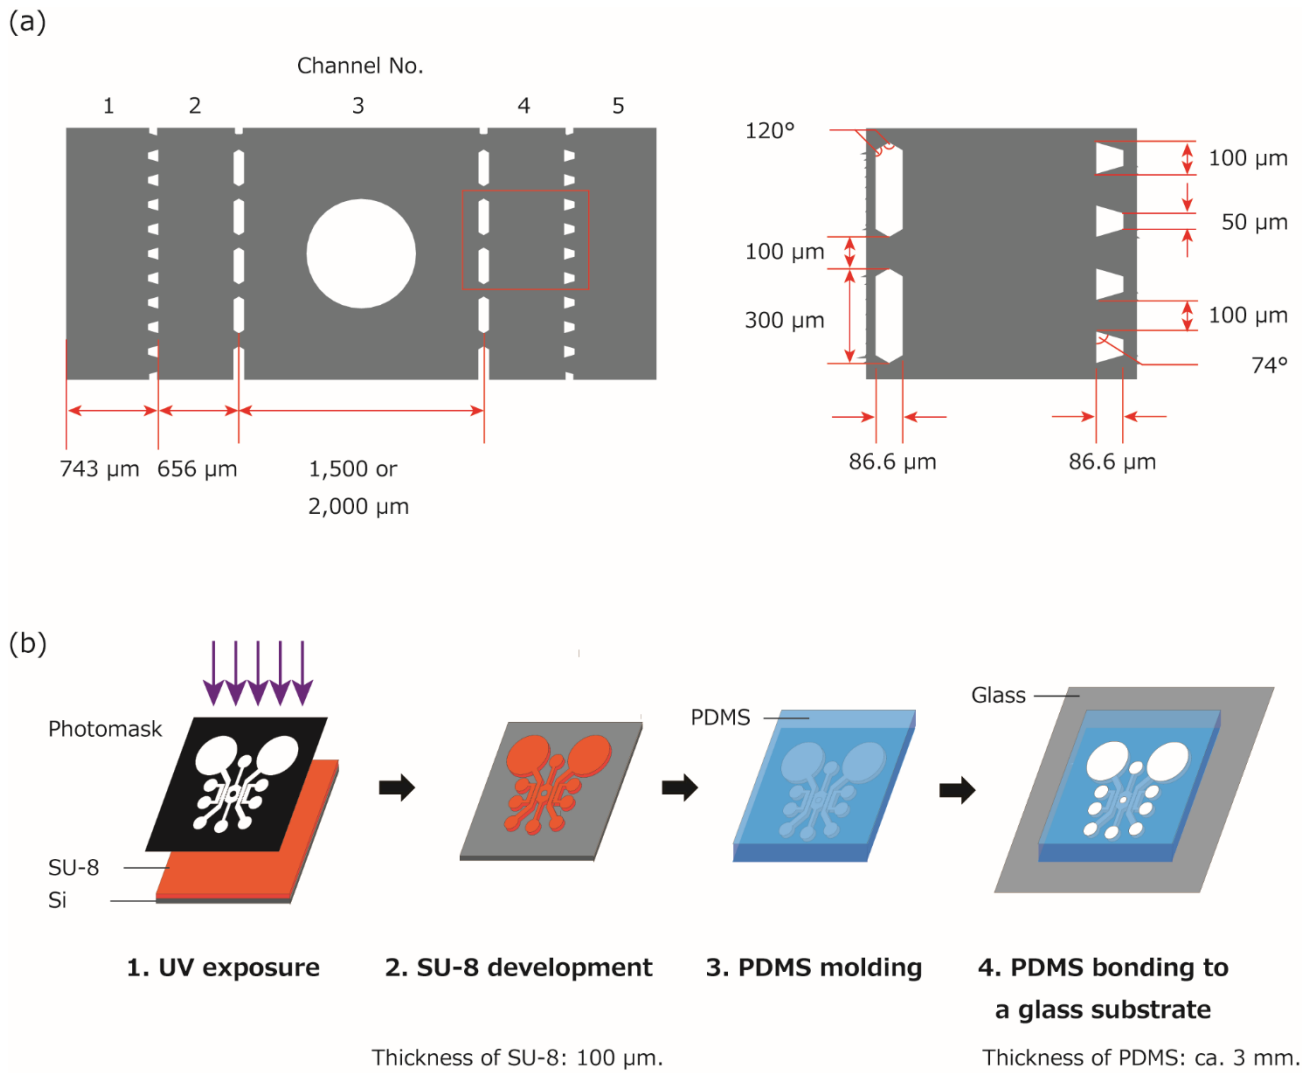 (a)
Channel No.
1 2 3 4 5
743 µm 656 µm 1,500 or
2,000 µm
120°
100 µm
300 µm
86.6 µm
100 µm
50 µm
100 µm
74°
86.6 µm
(b)
Photomask
SU-8
Si
PDMS
Glass
1. UV exposure
2. SU-8 development
3. PDMS molding
4. PDMS bonding to
a glass substrate
Thickness of SU-8: 100 µm.
Thickness of PDMS: ca. 3 mm.